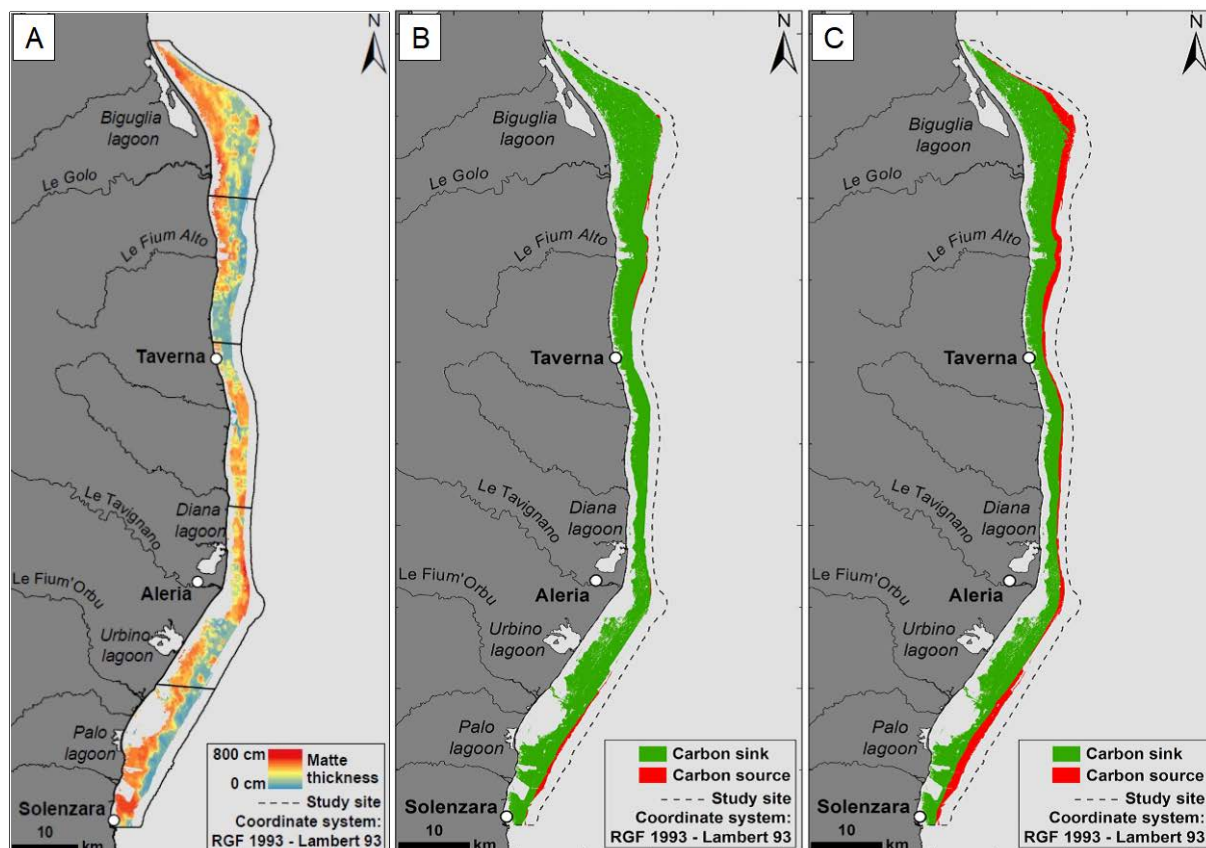 A
N
Biguglia
lagoon
Le Golo
Le Fium Alto
Taverna
Diana
lagoon
Le Tavignano
Aleria
Le Fium'Orbu
Urbino
lagoon
Palo
lagoon
Solenzara
10
km
800 cm
0 cm
Matte
thickness
Study site
Coordinate system:
RGF 1993 - Lambert 93
B
N
Biguglia
lagoon
Le Golo
Le Fium Alto
Taverna
Diana
lagoon
Le Tavignano
Aleria
Le Fium'Orbu
Urbino
lagoon
Palo
lagoon
Solenzara
10
km
Carbon sink
Carbon source
Study site
Coordinate system:
RGF 1993 - Lambert 93
C
N
Biguglia
lagoon
Le Golo
Le Fium Alto
Taverna
Diana
lagoon
Le Tavignano
Aleria
Le Fium'Orbu
Urbino
lagoon
Palo
lagoon
Solenzara
10
km
Carbon sink
Carbon source
Study site
Coordinate system:
RGF 1993 - Lambert 93